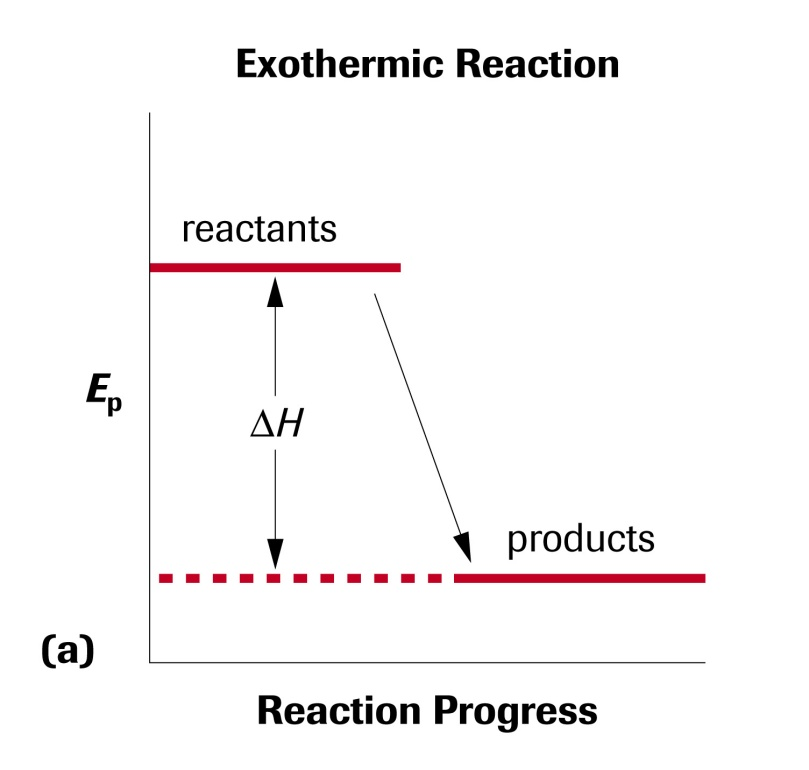 Exothermic Reaction
reactants
Ep
ΔH
products
(a)
Reaction Progress